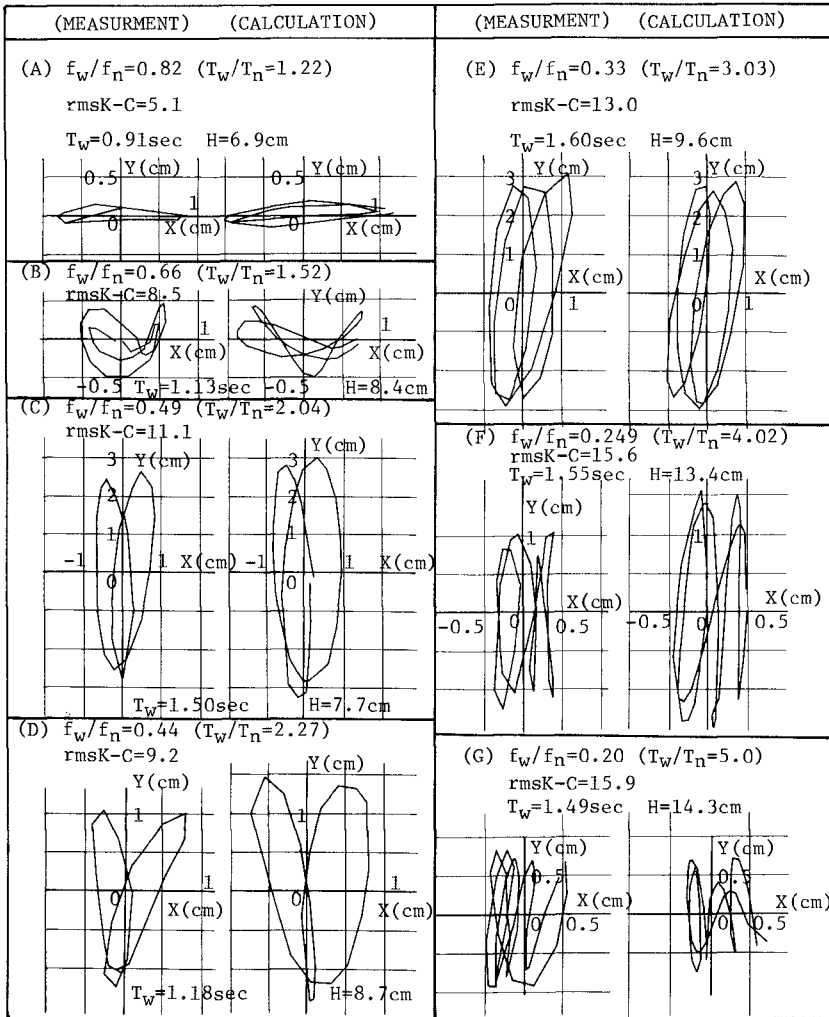 (MEASURMENT) (CALCULATION)
(A) f_w/f_n=0.82 (T_w/T_n=1.22)
rmsK-C=5.1
T_w=0.91sec H=6.9cm
0.5 Y(cm) 0.5 Y(cm)
1 1
0 X(cm) 0 X(cm)
(B) f_w/f_n=0.66 (T_w/T_n=1.52)
rmsK-C=8.5 Y(cm)
1 1
X(cm) X(cm)
-0.5 T_w=1.13sec -0.5 H=8.4cm
(C) f_w/f_n=0.49 (T_w/T_n=2.04)
rmsK-C=11.1
3 Y(cm) 3 Y(cm)
2 2
1 1
-1 1 X(cm) -1 1 X(cm)
0 0
T_w=1.50sec H=7.7cm
(D) f_w/f_n=0.44 (T_w/T_n=2.27)
rmsK-C=9.2
Y(cm) Y(cm)
1 1
0 1 0 1
X(cm) X(cm)
T_w=1.18sec H=8.7cm
(MEASURMENT) (CALCULATION)
(E) f_w/f_n=0.33 (T_w/T_n=3.03)
rmsK-C=13.0
T_w=1.60sec H=9.6cm
3 Y(cm) 3 Y(cm)
2 2
1 1
X(cm) X(cm)
0 1 0 1
(F) f_w/f_n=0.249 (T_w/T_n=4.02)
rmsK-C=15.6
T_w=1.55sec H=13.4cm
Y(cm) Y(cm)
1 1
X(cm) X(cm)
-0.5 0 0.5 -0.5 0 0.5
(G) f_w/f_n=0.20 (T_w/T_n=5.0)
rmsK-C=15.9
T_w=1.49sec H=14.3cm
Y(cm) Y(cm)
0.5 0.5
X(cm) X(cm)
0 0.5 0 0.5